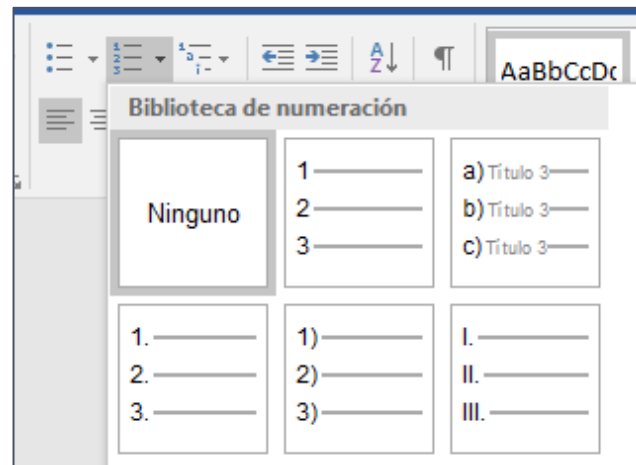 AaBbCcDc
Biblioteca de numeración
Ninguno
1
2
3
a) Título 3
b) Título 3
c) Título 3
1.
2.
3.
1)
2)
3)
I.
II.
III.